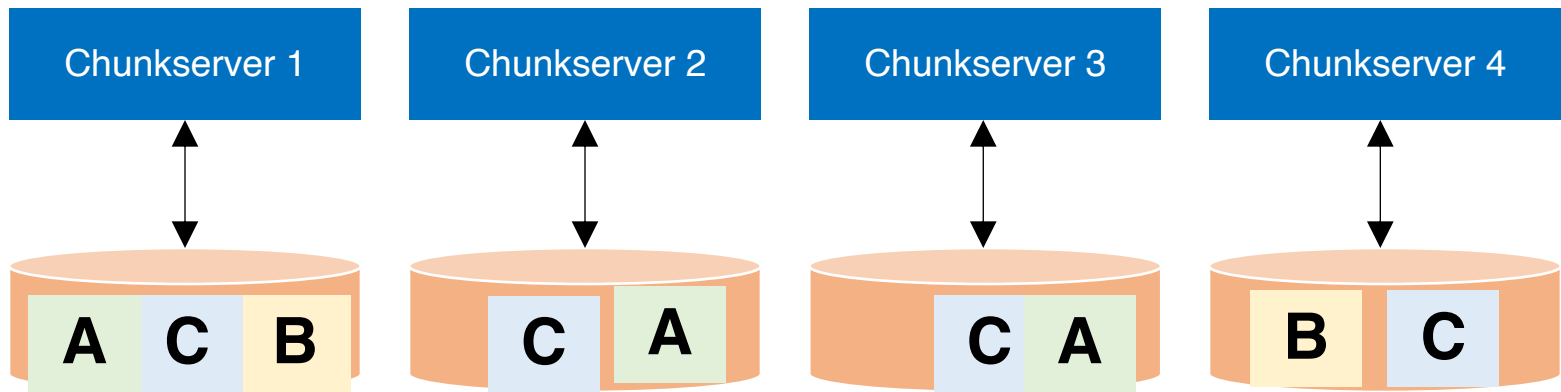 Chunkserver 1
Chunkserver 2
Chunkserver 3
Chunkserver 4
A C B
C A
C A
B C